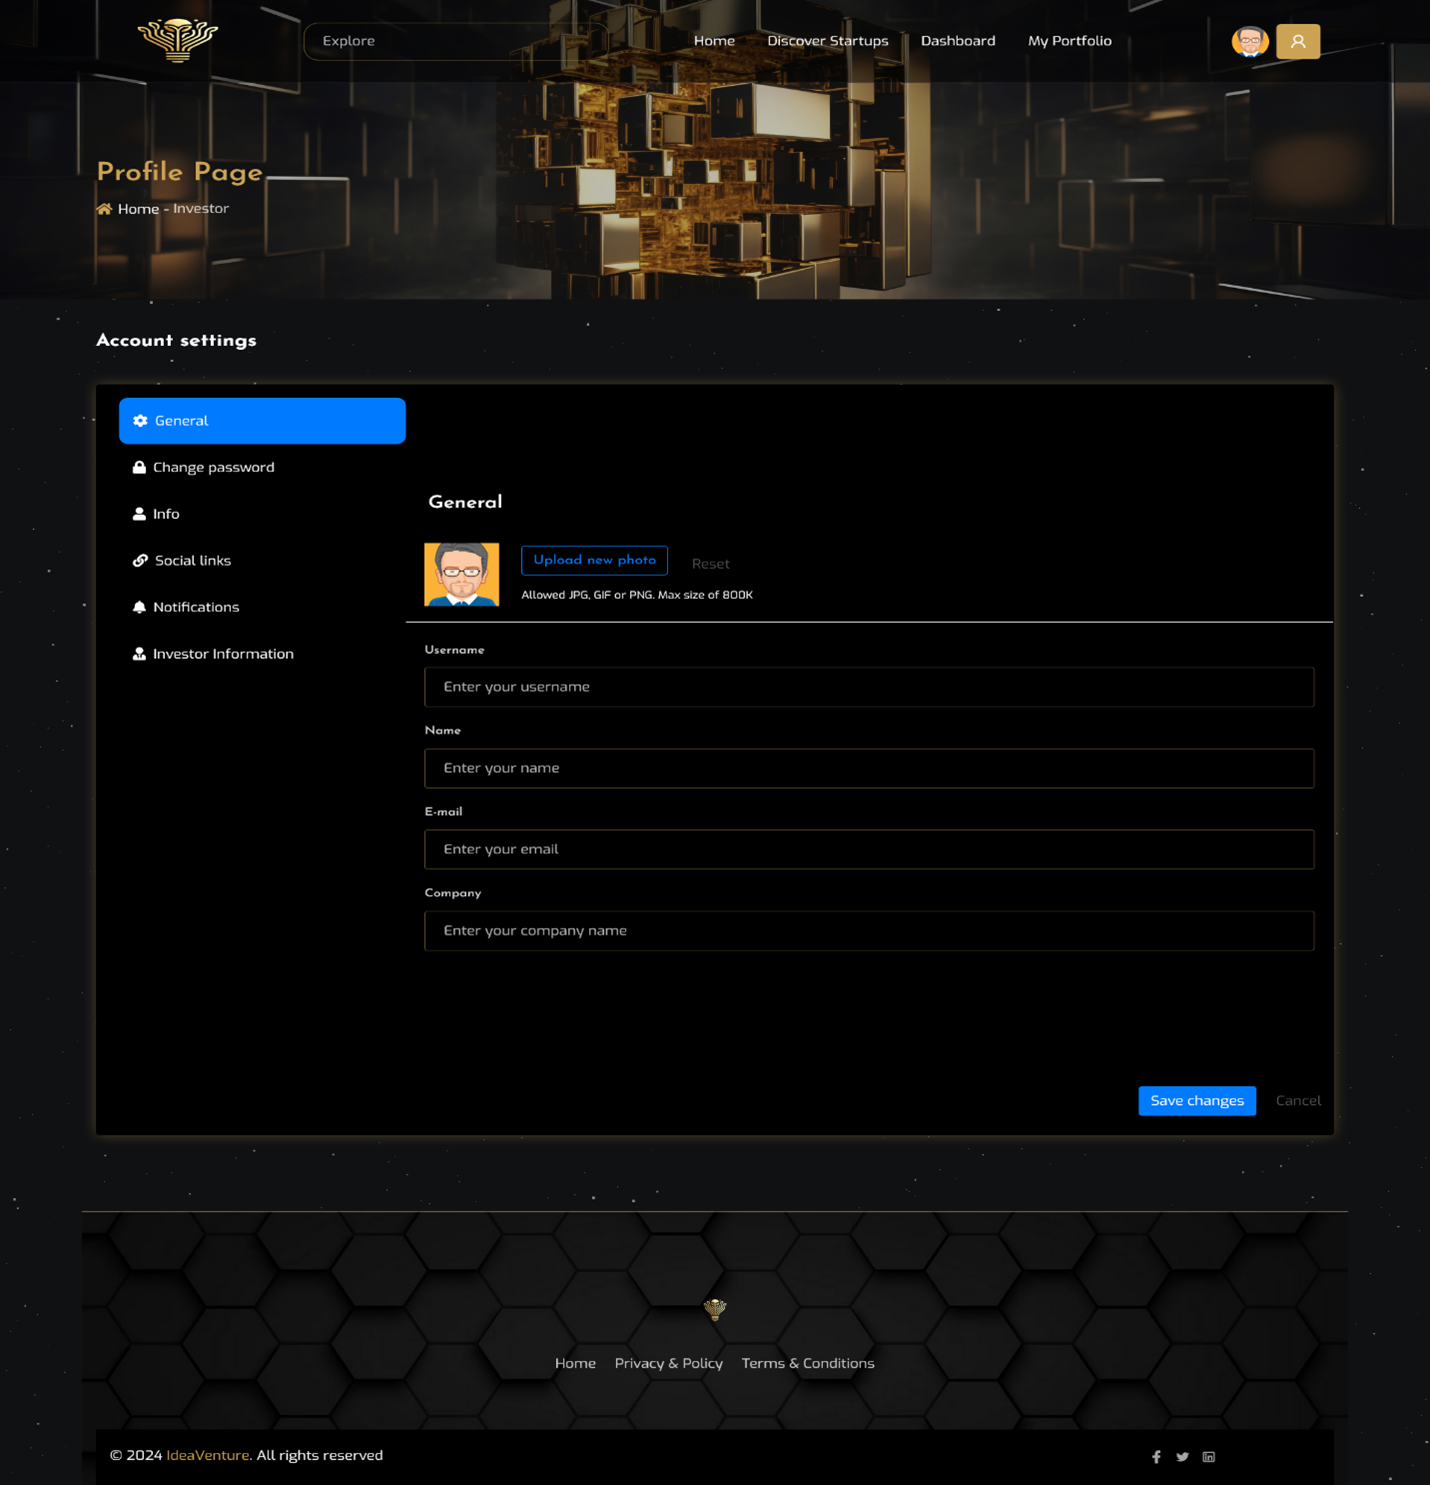 Explore
Home Discover Startups Dashboard My Portfolio
Profile Page
Home - Investor
Account settings
General
Change password
Info
Social links
Notifications
Investor Information
General
Upload new photo Reset
Allowed JPG, GIF or PNG. Max size of 800K
Username
Enter your username
Name
Enter your name
E-mail
Enter your email
Company
Enter your company name
Save changes Cancel
Home Privacy & Policy Terms & Conditions
© 2024 IdeaVenture. All rights reserved